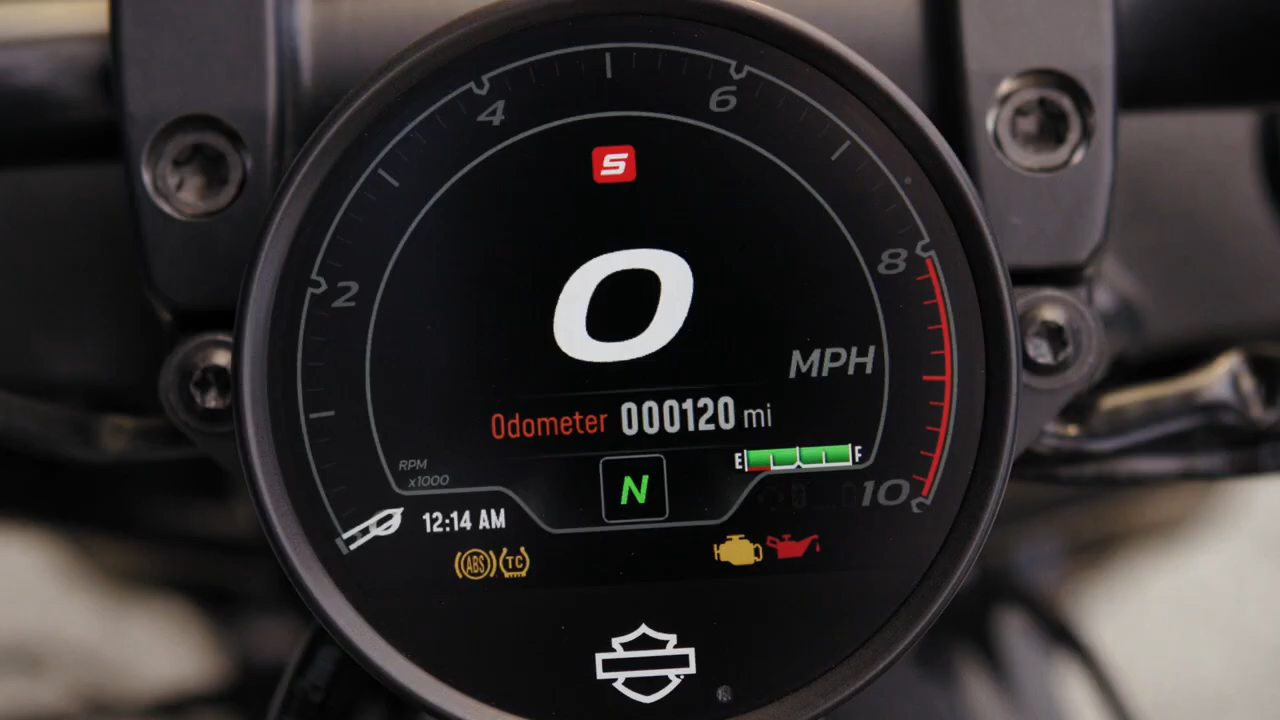 4
6
S
2
8
0
MPH
Odometer 000120 mi
E F
RPM
x1000
N
10
12:14 AM
ABS TC